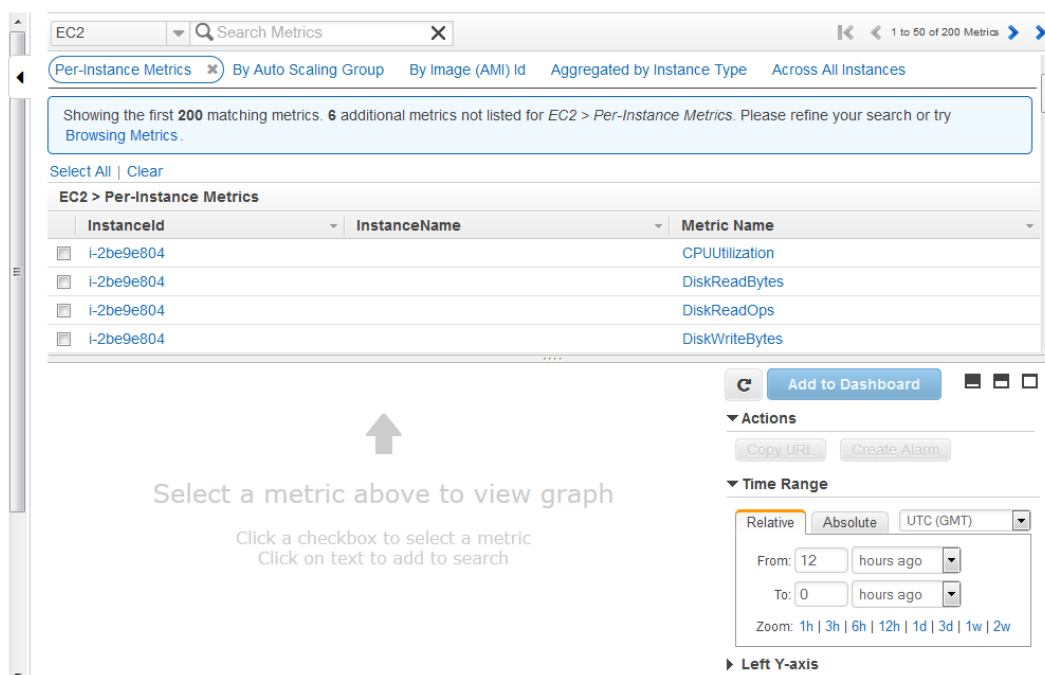 EC2 Search Metrics 1 to 50 of 200 Metrics
Per-Instance Metrics By Auto Scaling Group By Image (AMI) Id Aggregated by Instance Type Across All Instances
Showing the first 200 matching metrics. 6 additional metrics not listed for EC2 > Per-Instance Metrics. Please refine your search or try
Browsing Metrics.
Select All | Clear
EC2 > Per-Instance Metrics
InstanceId InstanceName Metric Name
i-2be9e804 CPUUtilization
i-2be9e804 DiskReadBytes
i-2be9e804 DiskReadOps
i-2be9e804 DiskWriteBytes
Add to Dashboard
Actions
Copy URL Create Alarm
Select a metric above to view graph
Click a checkbox to select a metric
Click on text to add to search
Time Range
Relative Absolute UTC (GMT)
From: 12 hours ago
To: 0 hours ago
Zoom: 1h | 3h | 6h | 12h | 1d | 3d | 1w | 2w
Left Y-axis